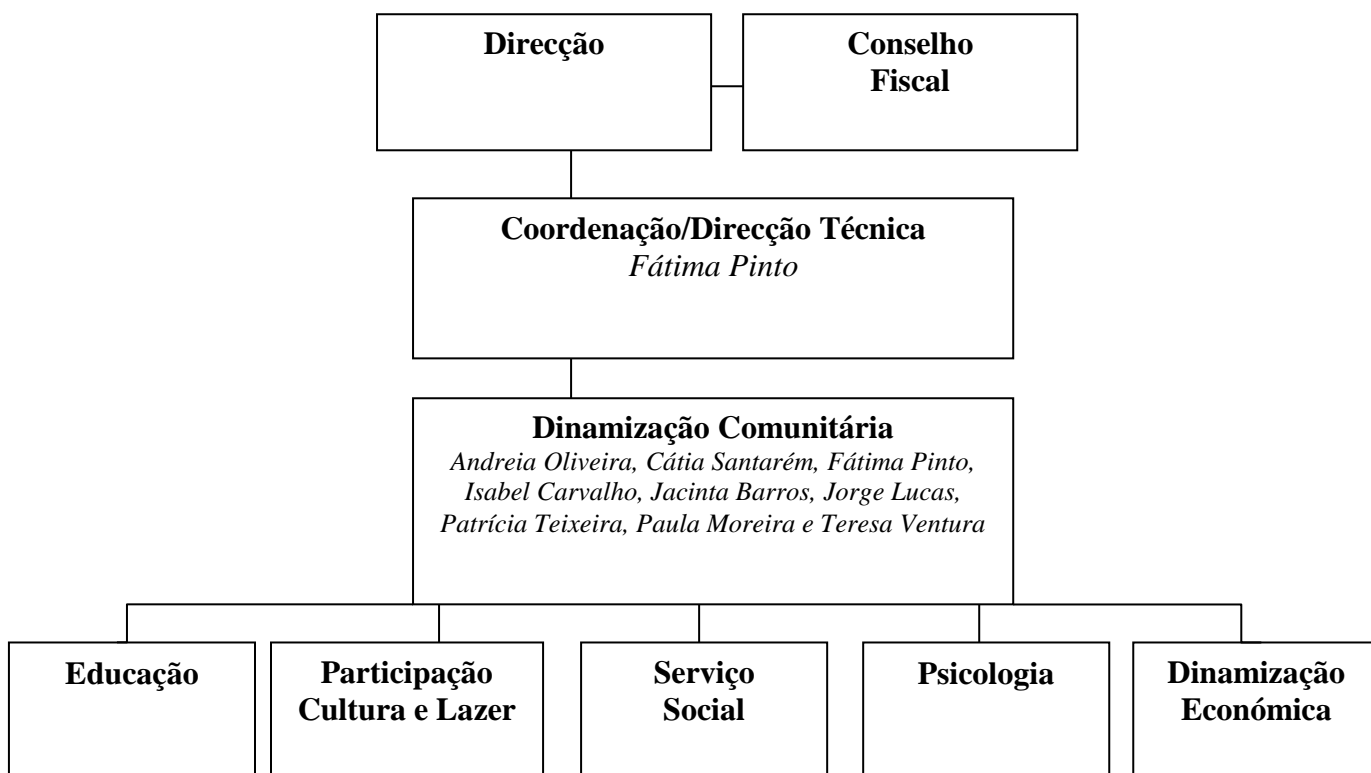 Direcção
Conselho
Fiscal
Coordenação/Direcção Técnica
Fátima Pinto
Dinamização Comunitária
Andreia Oliveira, Cátia Santarém, Fátima Pinto,
Isabel Carvalho, Jacinta Barros, Jorge Lucas,
Patrícia Teixeira, Paula Moreira e Teresa Ventura
Educação
Participação
Cultura e Lazer
Serviço
Social
Psicologia
Dinamização
Económica